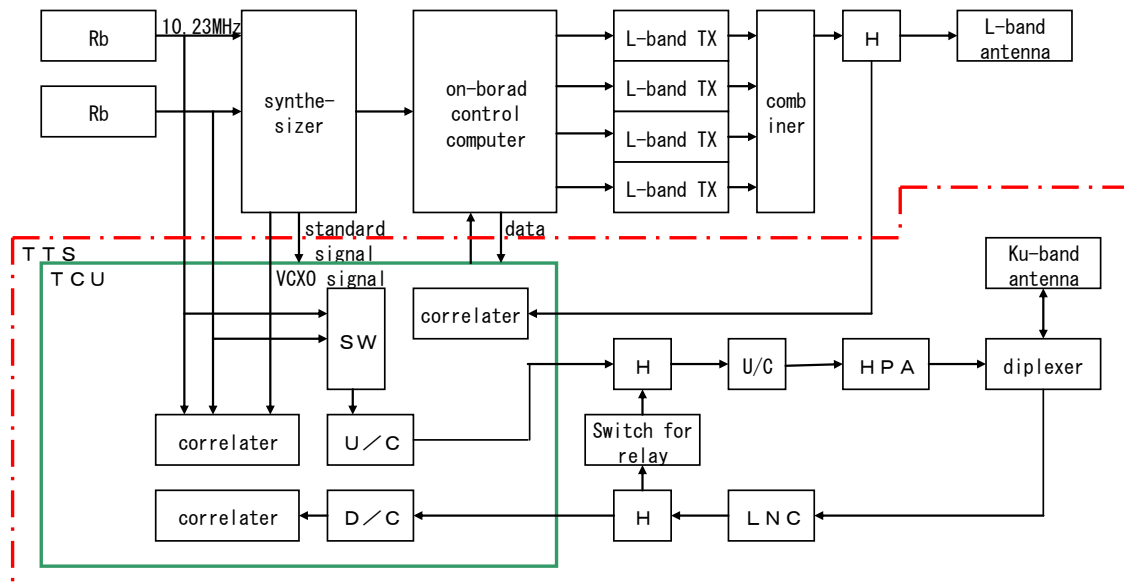 10.23MHz
Rb
L-band TX
H
L-band
antenna
Rb
synthe-
sizer
on-borad
control
computer
L-band TX
comb
iner
L-band TX
L-band TX
standard
signal
data
TTS
TCU
VCXO signal
Ku-band
antenna
correlater
SW
H
U/C
HPA
diplexer
correlater
U/C
Switch for
relay
correlater
D/C
H
LNC